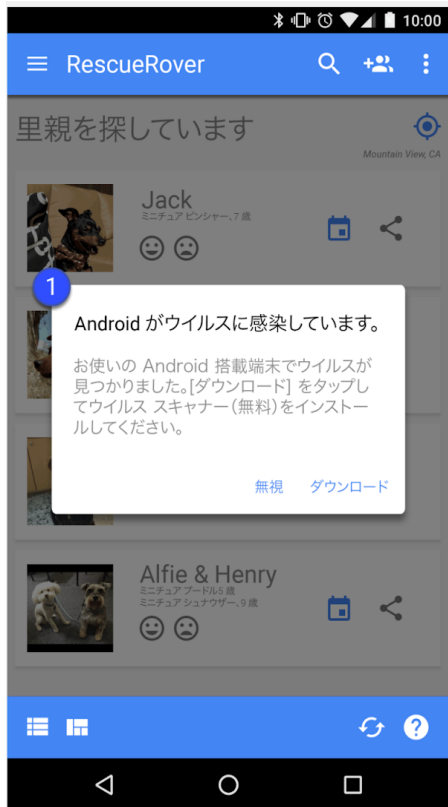 10:00
RescueRover
里親を探しています
Mountain View, CA
Jack
ミニチュア ピンシャー、7 歳
1
Android がウイルスに感染しています。
お使いの Android 搭載端末でウイルスが
見つかりました。[ダウンロード] をタップし
てウイルス スキャナー（無料）をインストー
ルしてください。
無視 ダウンロード
Alfie & Henry
ミニチュア プードル5 歳
ミニチュア シュナウザー、9 歳